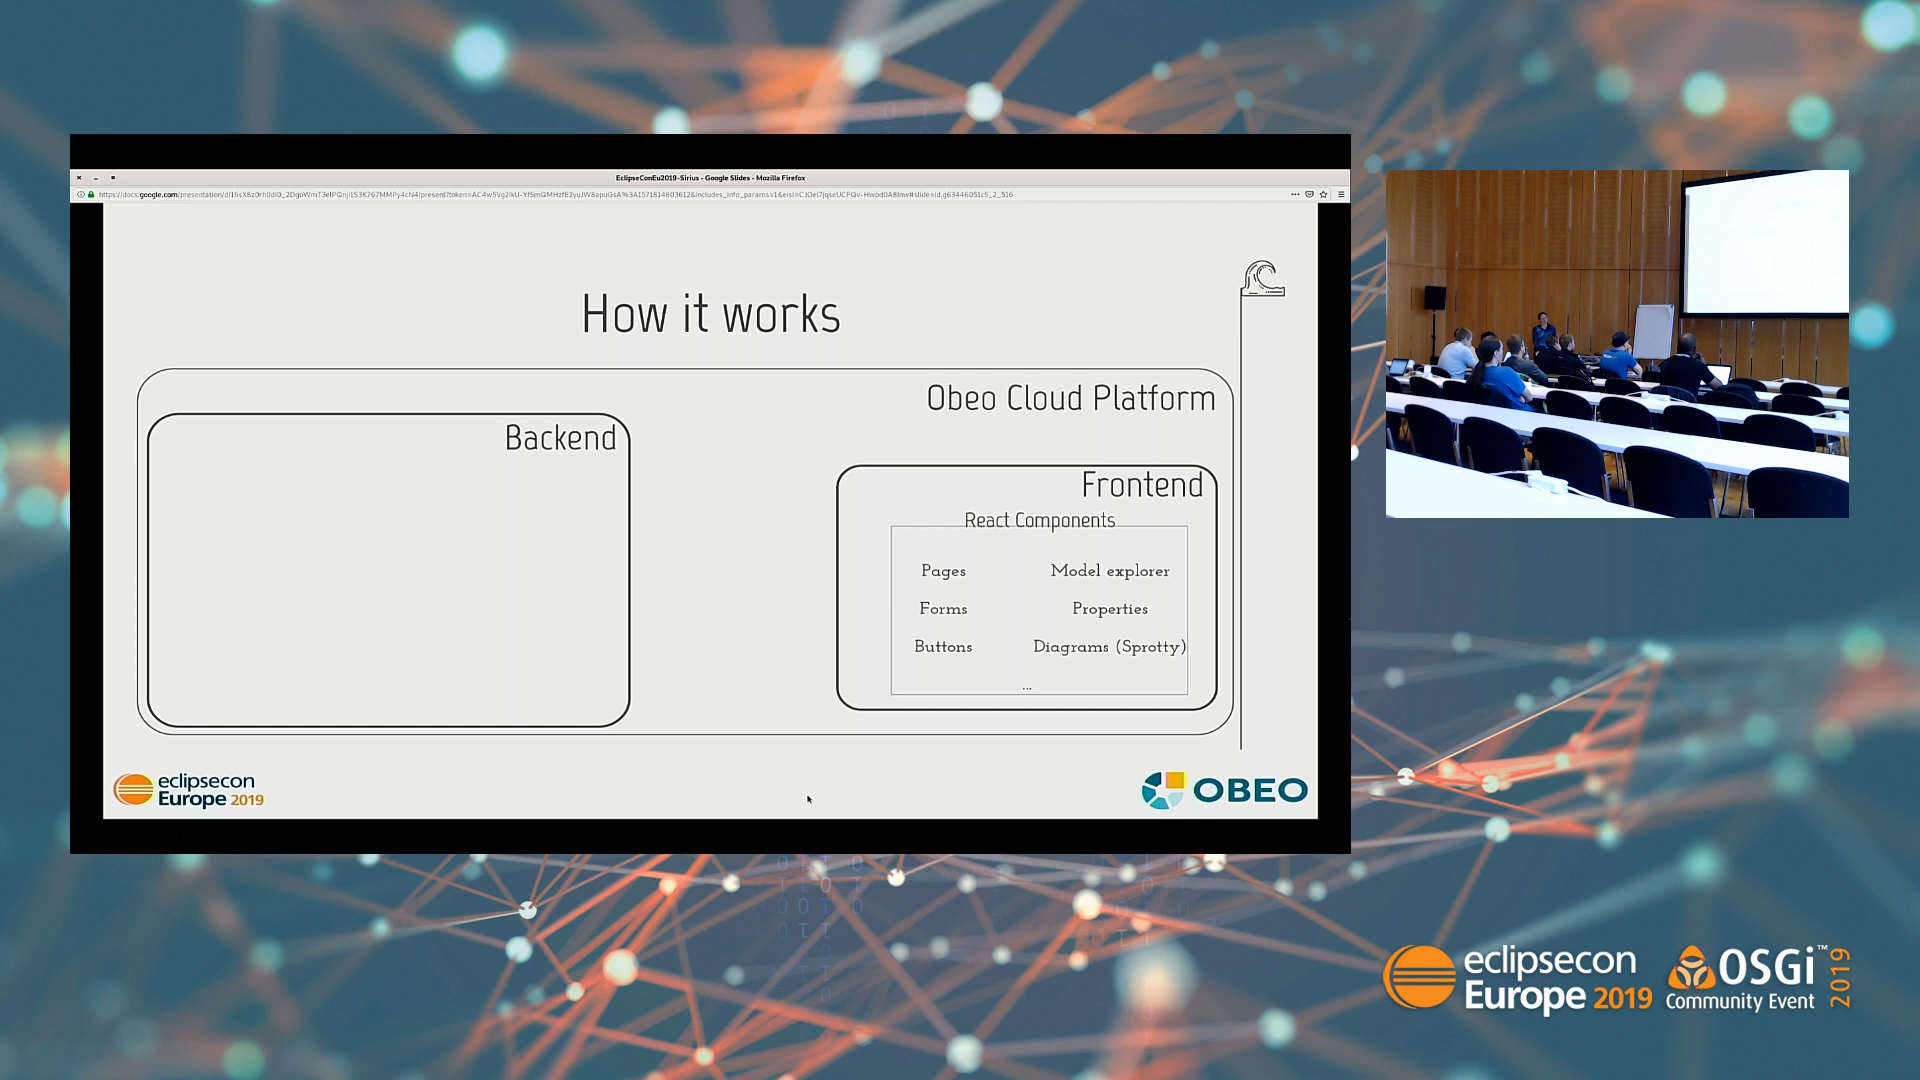 EclipseConEu2019-Sirius - Google Slides - Mozilla Firefox
How it works
Obeo Cloud Platform
Backend
Frontend
React Components
Pages Model explorer
Forms Properties
Buttons Diagrams (Sprotty)
...
eclipsecon
Europe 2019
OBEO
eclipsecon
Europe 2019
OSGi™
Community Event
2019